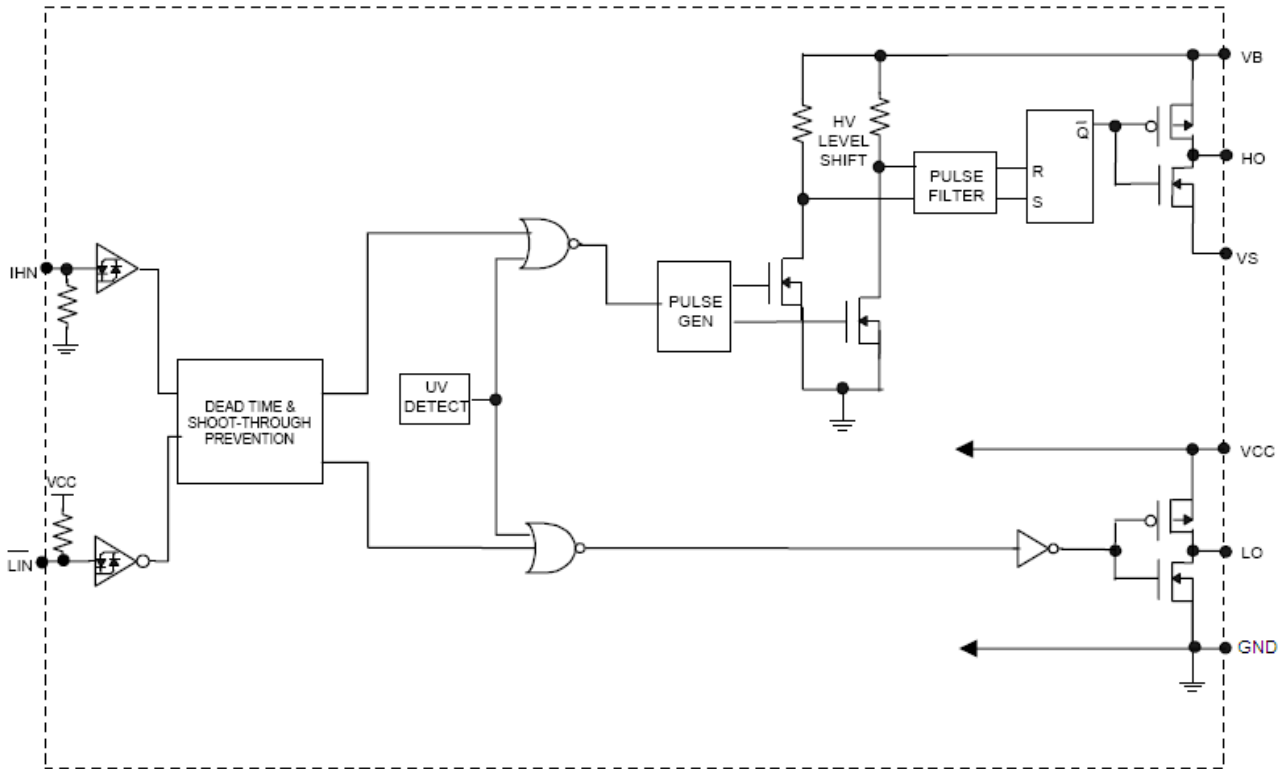 VB
HV
LEVEL
SHIFT
Q
HO
PULSE
FILTER
R
S
VS
IHN
PULSE
GEN
UV
DETECT
DEAD TIME &
SHOOT-THROUGH
PREVENTION
VCC
VCC
LIN
LO
GND